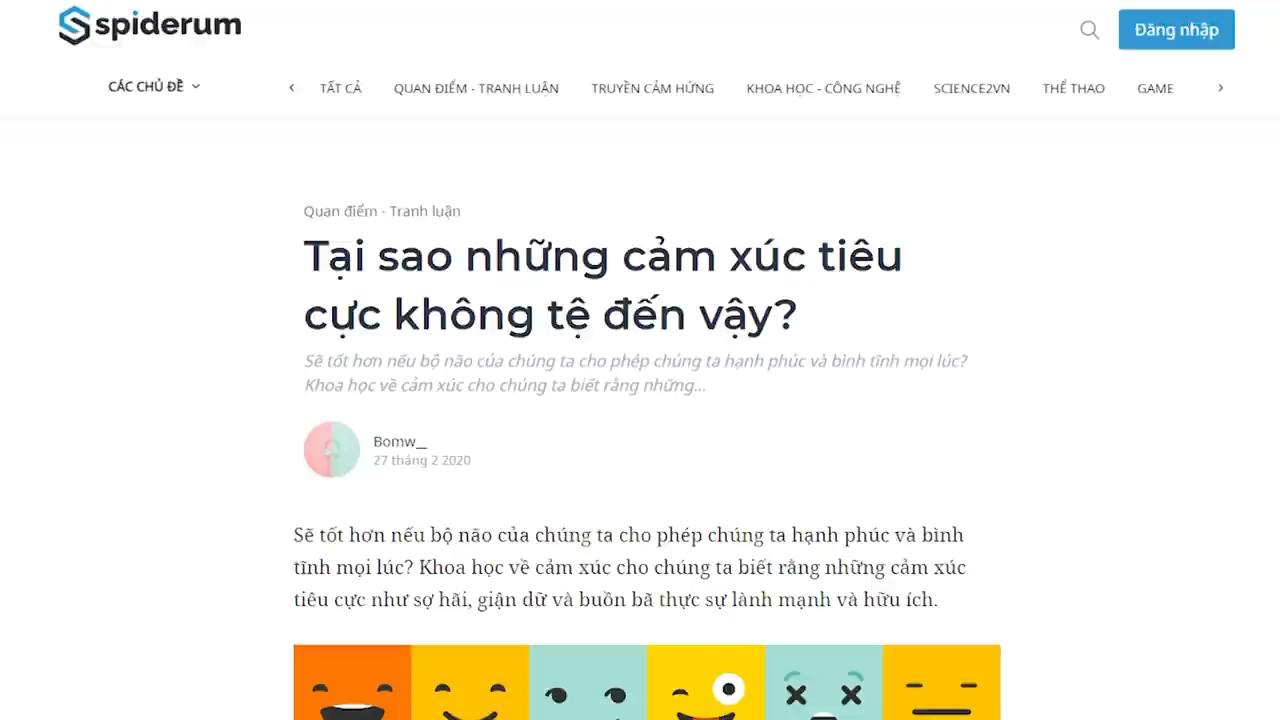 spiderum
Đăng nhập
CÁC CHỦ ĐỀ
TẤT CẢ
QUAN ĐIỂM - TRANH LUẬN
TRUYỀN CẢM HỨNG
KHOA HỌC - CÔNG NGHỆ
SCIENCE2VN
THỂ THAO
GAME
Quan điểm - Tranh luận
Tại sao những cảm xúc tiêu
cực không tệ đến vậy?
Sẽ tốt hơn nếu bộ não của chúng ta cho phép chúng ta hạnh phúc và bình tĩnh mọi lúc?
Khoa học về cảm xúc cho chúng ta biết rằng những...
Bomw__
27 tháng 2 2020
Sẽ tốt hơn nếu bộ não của chúng ta cho phép chúng ta hạnh phúc và bình
tĩnh mọi lúc? Khoa học về cảm xúc cho chúng ta biết rằng những cảm xúc
tiêu cực như sợ hãi, giận dữ và buồn bã thực sự lành mạnh và hữu ích.